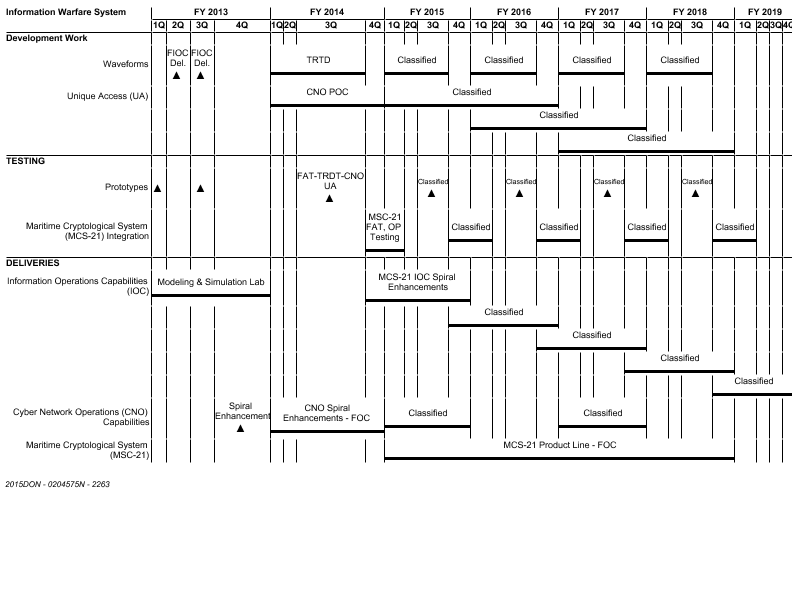 Information Warfare System FY 2013 FY 2014 FY 2015 FY 2016 FY 2017 FY 2018 FY 2019
1Q 2Q 3Q 4Q 1Q 2Q 3Q 4Q 1Q 2Q 3Q 4Q 1Q 2Q 3Q 4Q 1Q 2Q 3Q 4Q 1Q 2Q 3Q 4Q 1Q 2Q 3Q 4Q
Development Work
Waveforms
FIOC
Del.
FIOC
Del.
TRTD
Classified
Classified
Classified
Classified
Unique Access (UA)
CNO POC
Classified
Classified
Classified
TESTING
Prototypes
FAT-TRDT-CNO
UA
Classified
Classified
Classified
Classified
Maritime Cryptological System
(MCS-21) Integration
MSC-21
FAT, OP
Testing
Classified
Classified
Classified
Classified
DELIVERIES
Information Operations Capabilities
(IOC)
Modeling & Simulation Lab
MCS-21 IOC Spiral
Enhancements
Classified
Classified
Classified
Classified
Cyber Network Operations (CNO)
Capabilities
Spiral
Enhancement
CNO Spiral
Enhancements - FOC
Classified
Classified
Maritime Cryptological System
(MSC-21)
MCS-21 Product Line - FOC
2015DON - 0204575N - 2263